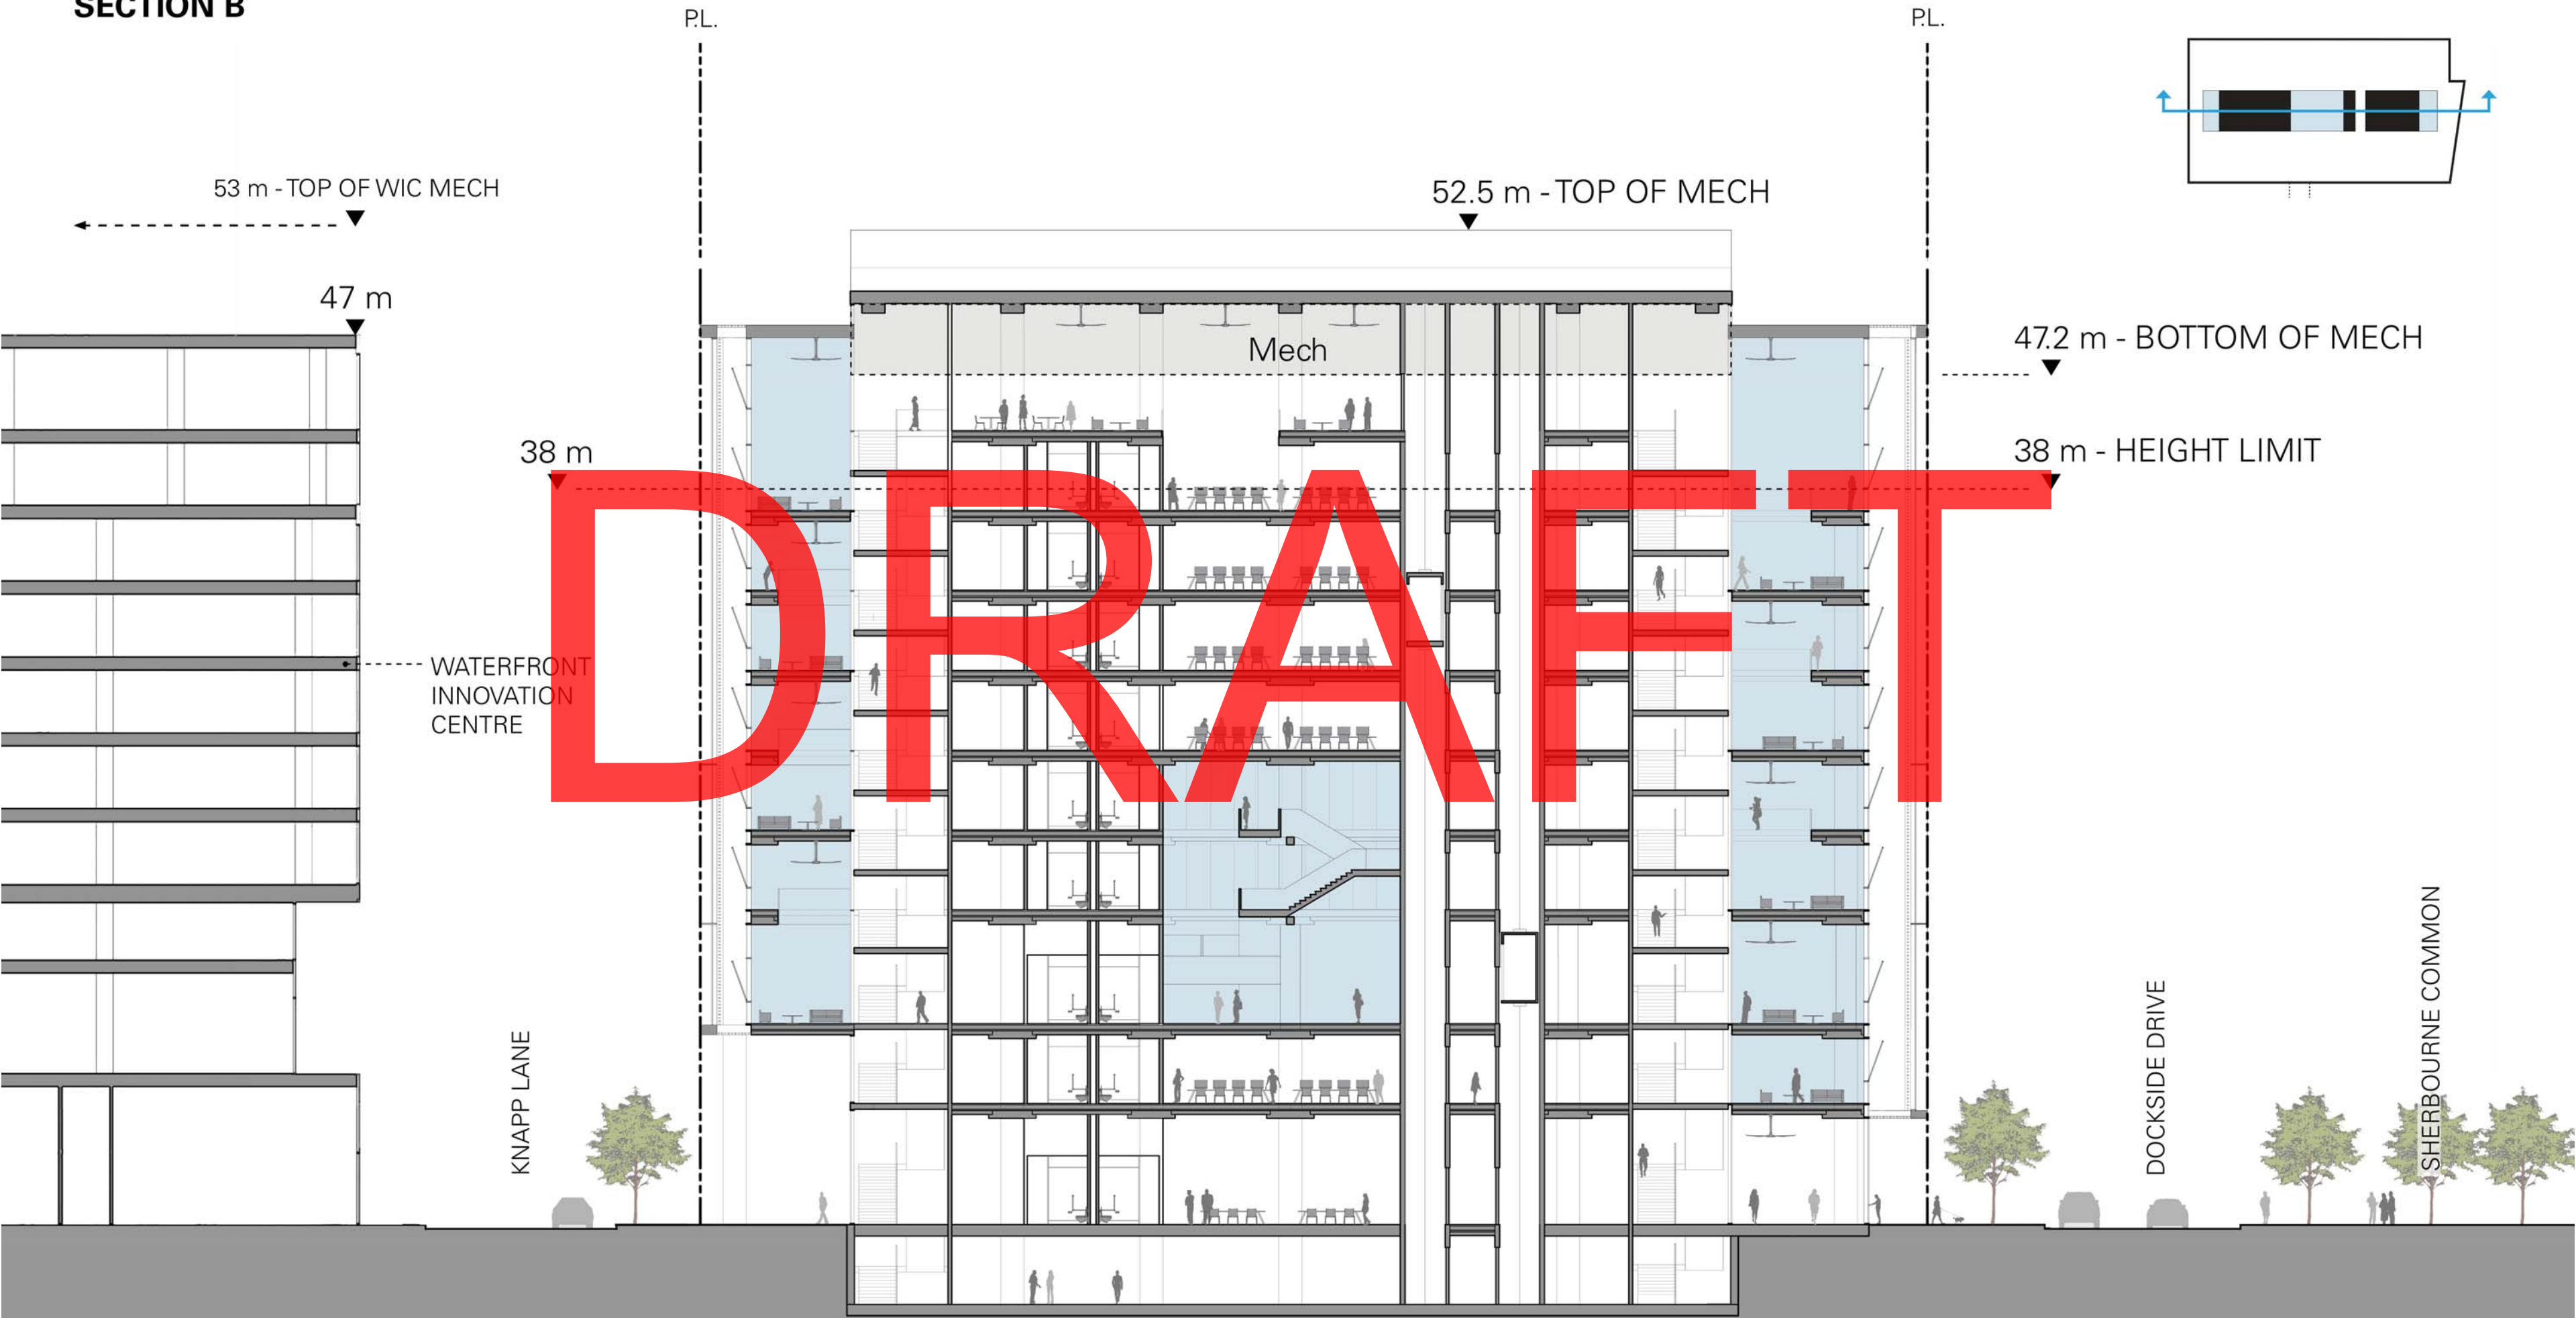 SECTION B
P.L.
P.L.
53 m - TOP OF WIC MECH
52.5 m - TOP OF MECH
47 m
Mech
47.2 m - BOTTOM OF MECH
38 m
38 m - HEIGHT LIMIT
DRAFT
WATERFRONT
INNOVATION
CENTRE
KNAPP LANE
DOCKSIDE DRIVE
SHERBOURNE COMMON